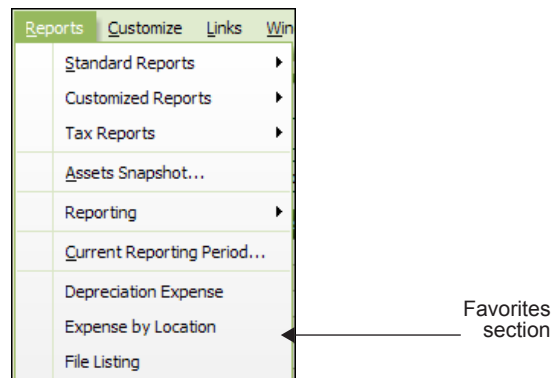 Reports Customize Links Win
Standard Reports
Customized Reports
Tax Reports
Assets Snapshot...
Reporting
Current Reporting Period...
Depreciation Expense
Expense by Location
File Listing
Favorites
section